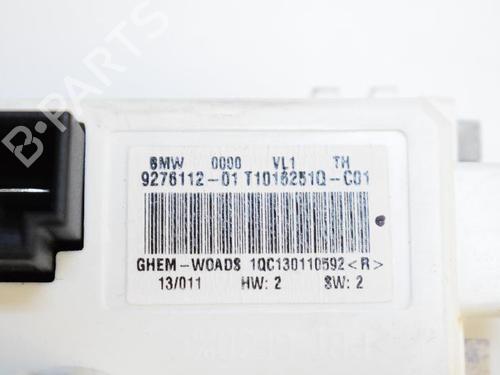 B-Parts
BMW 0000 VL1 TH
9276112-01 T1016251Q-C01
GHEM-WOADS 1QC130110592<R>
13/011 HW: 2 SW: 2